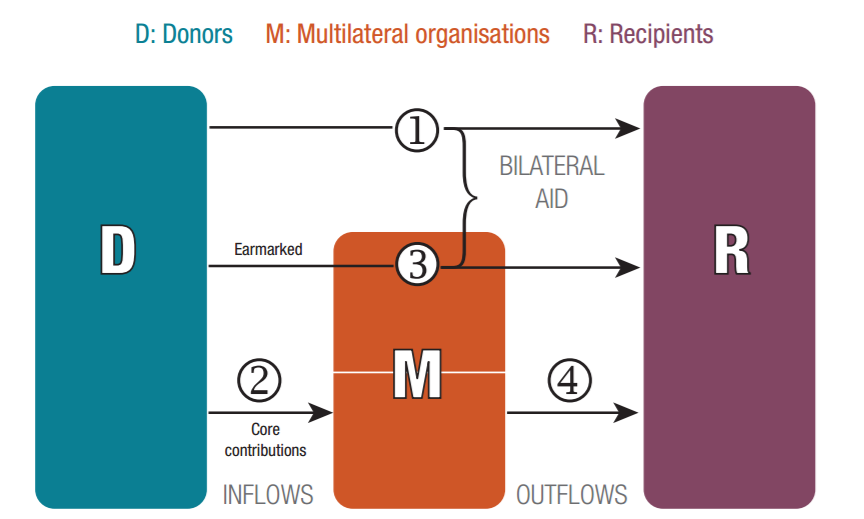 D: Donors M: Multilateral organisations R: Recipients
1
BILATERAL
AID
D
Earmarked
3
R
2
M
4
Core
contributions
INFLOWS
OUTFLOWS